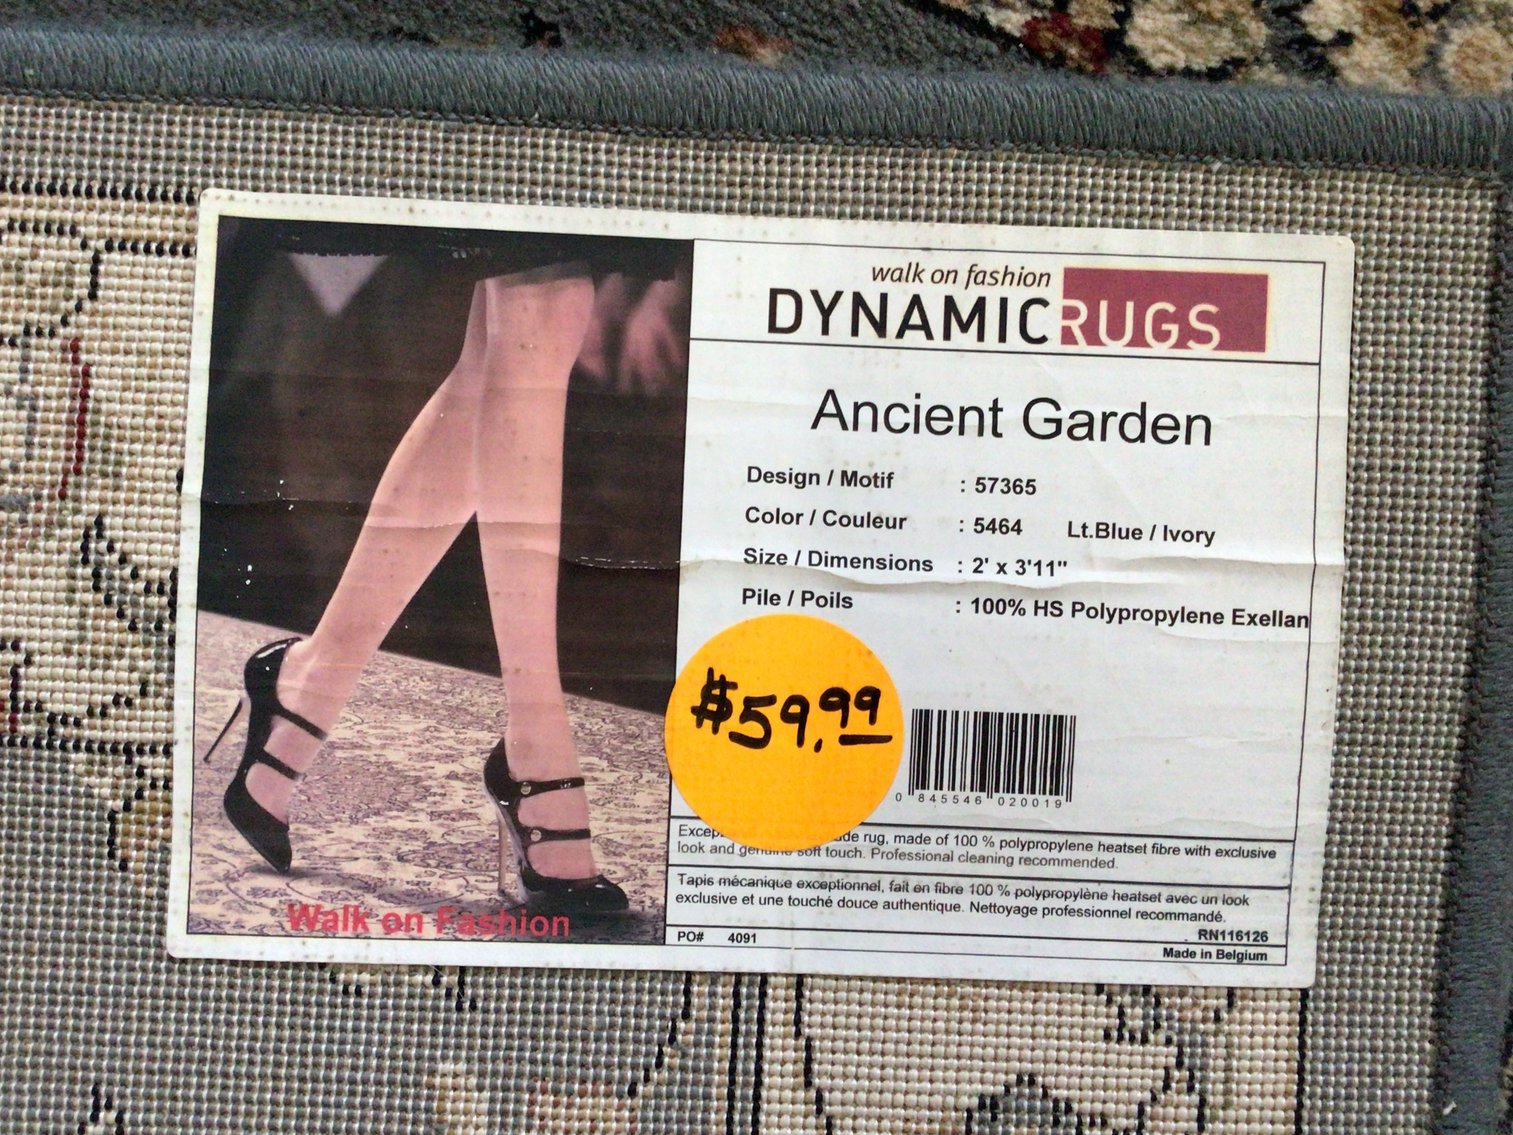 walk on fashion
DYNAMICRUGS
Ancient Garden
Design / Motif : 57365
Color / Couleur : 5464 Lt.Blue / Ivory
Size / Dimensions : 2' x 3'11"
Pile / Poils : 100% HS Polypropylene Exellan
$59.99
0 845546 020019
rug, made of 100 % polypropylene heatset fibre with exclusive
look and genuine soft touch. Professional cleaning recommended.
Tapis mécanique exceptionnel, fait en fibre 100 % polypropylène heatset avec un look
exclusive et une touché douce authentique. Nettoyage professionnel recommandé.
PO# 4091 RN116126
Made in Belgium
Walk on Fashion